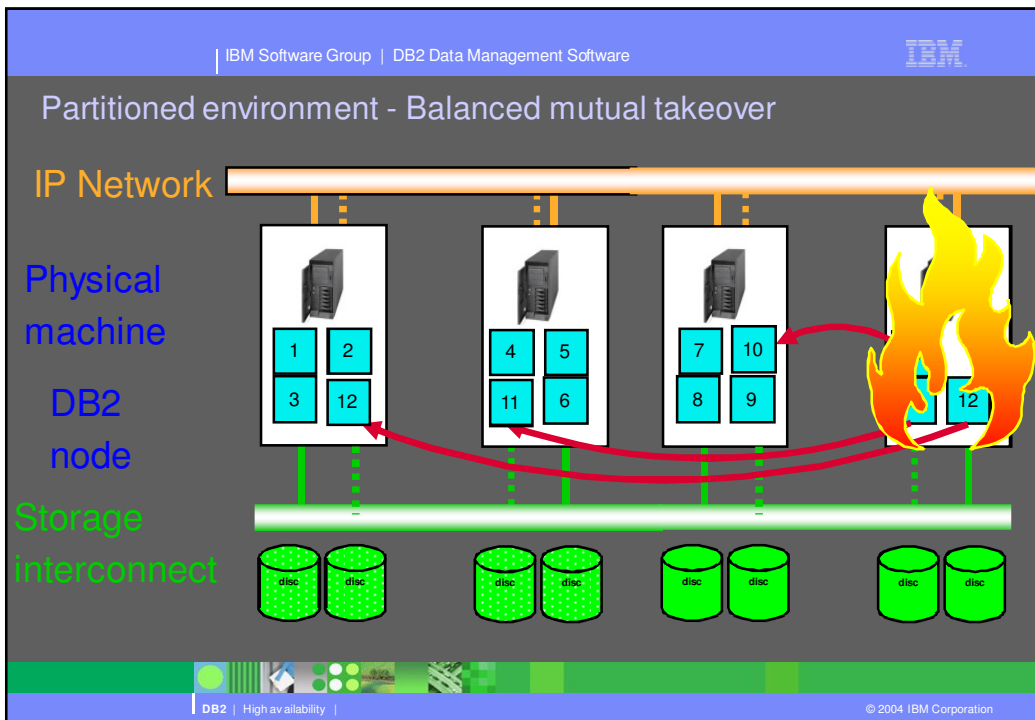 IBM Software Group | DB2 Data Management Software
IBM.
Partitioned environment - Balanced mutual takeover
IP Network
Physical
machine
DB2
node
Storage
interconnect
1 2
3 12
4 5
11 6
7 10
8 9
12
disc disc disc disc disc disc disc disc
DB2 | High availability |
© 2004 IBM Corporation